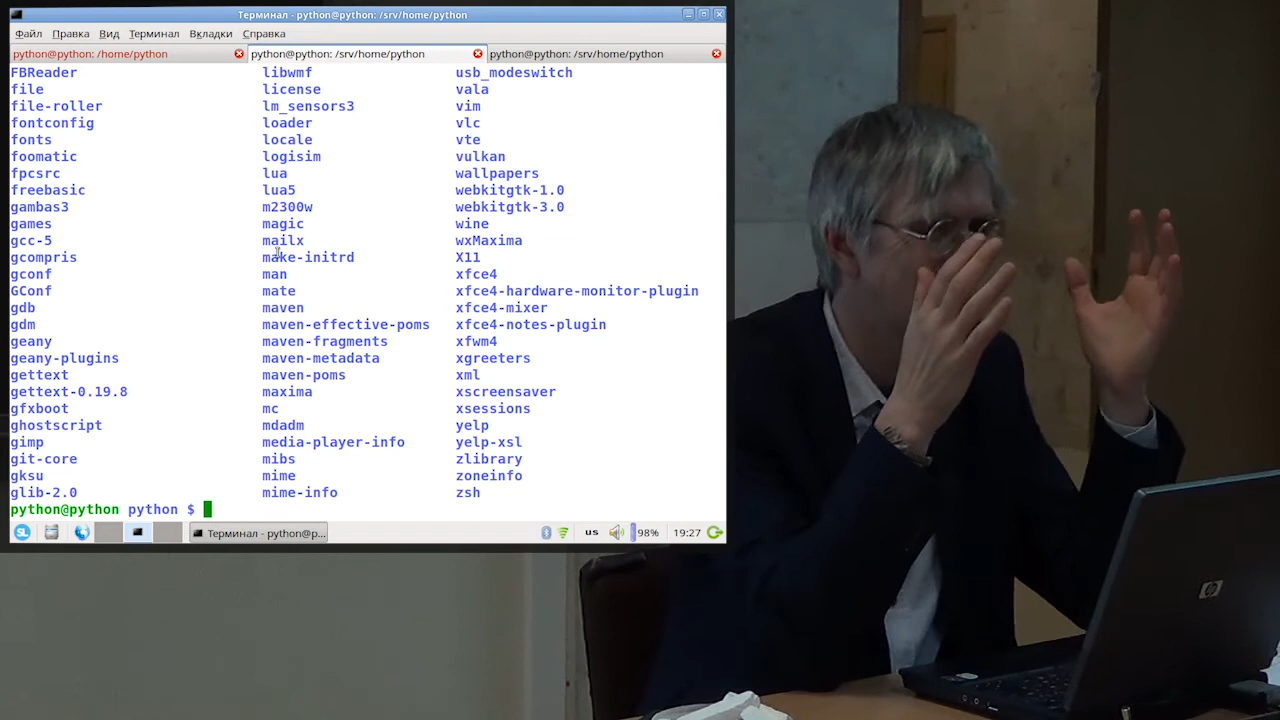 Терминал - python@python: /srv/home/python
Файл Правка Вид Терминал Вкладки Справка
python@python: /home/python python@python: /srv/home/python python@python: /srv/home/python
FBReader libwmf usb_modeswitch
file license vala
file-roller lm_sensors3 vim
fontconfig loader vlc
fonts locale vte
foomatic logisim vulkan
fpcsrc lua wallpapers
freebasic lua5 webkitgtk-1.0
gambas3 m2300w webkitgtk-3.0
games magic wine
gcc-5 mailx wxMaxima
gcompris make-initrd X11
gconf man xfce4
GConf mate xfce4-hardware-monitor-plugin
gdb maven xfce4-mixer
gdm maven-effective-poms xfce4-notes-plugin
geany maven-fragments xfwm4
geany-plugins maven-metadata xgreeters
gettext maven-poms xml
gettext-0.19.8 maxima xscreensaver
gfxboot mc xsessions
ghostscript mdadm yelp
gimp media-player-info yelp-xsl
git-core mibs zlibrary
gksu mime zoneinfo
glib-2.0 mime-info zsh
python@python python $
Терминал - python@p... us 98% 19:27
hp